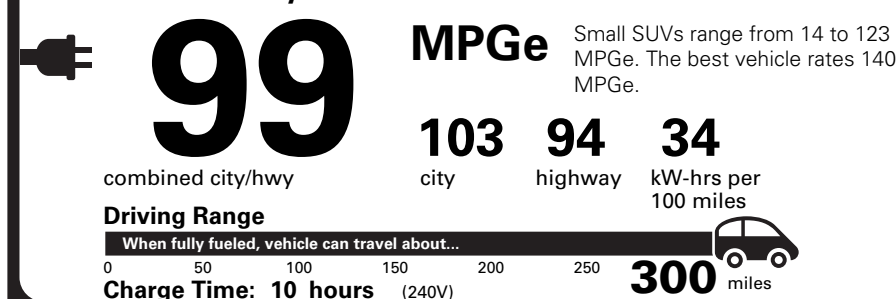 99
combined city/hwy
MPGe
Small SUVs range from 14 to 123
MPGe. The best vehicle rates 140
MPGe.
103 94 34
city highway kW-hrs per
100 miles
Driving Range
When fully fueled, vehicle can travel about...
0 50 100 150 200 250 300 miles
Charge Time: 10 hours (240V)